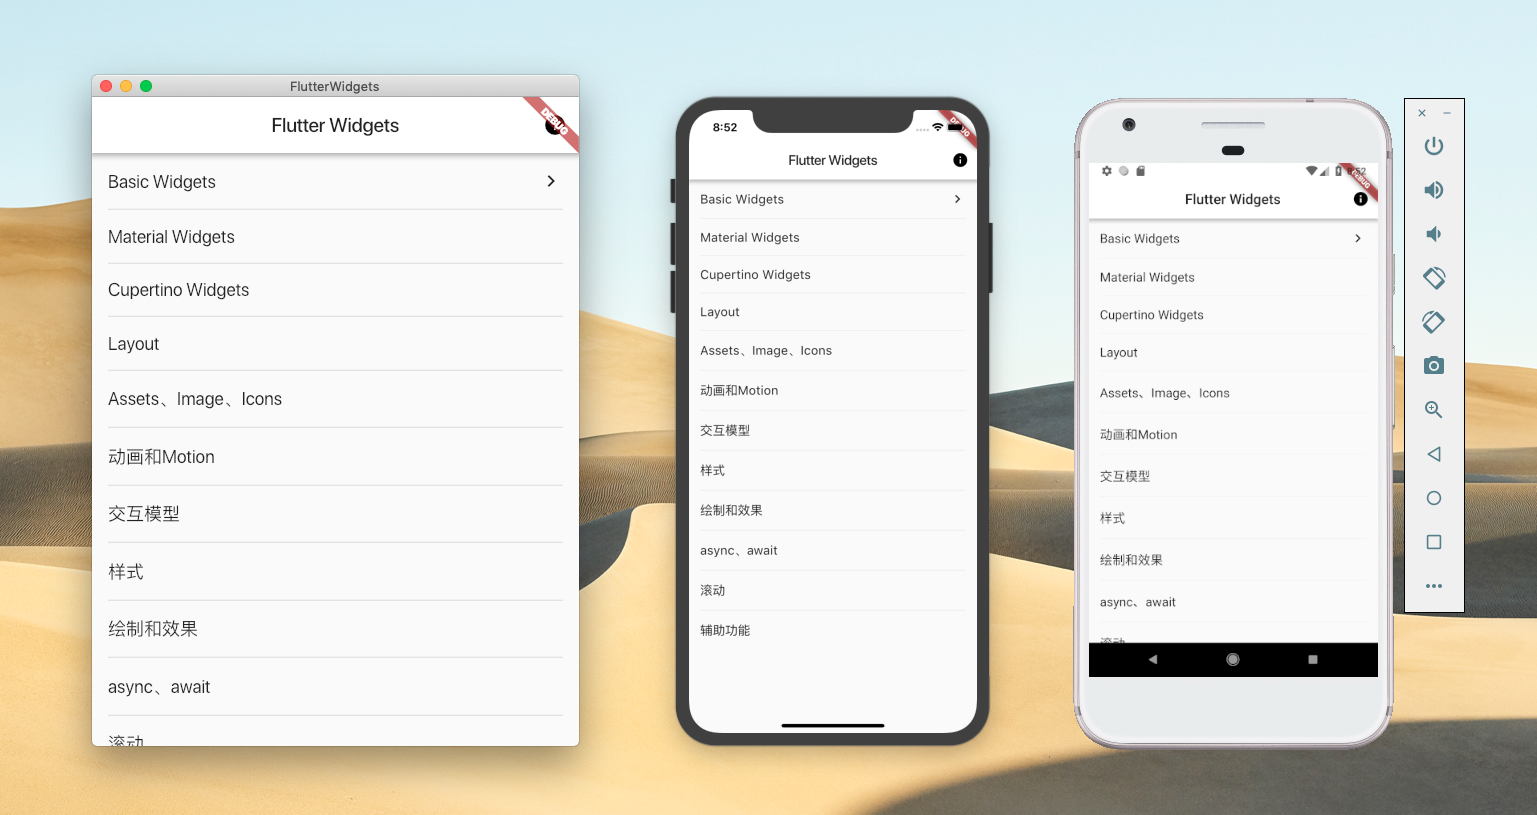 FlutterWidgets
Flutter Widgets
DEBUG
Basic Widgets
Material Widgets
Cupertino Widgets
Layout
Assets、Image、Icons
动画和Motion
交互模型
样式
绘制和效果
async、await
滚动
8:52
DEBUG
Flutter Widgets
Basic Widgets
Material Widgets
Cupertino Widgets
Layout
Assets、Image、Icons
动画和Motion
交互模型
样式
绘制和效果
async、await
滚动
辅助功能
DEBUG
Flutter Widgets
Basic Widgets
Material Widgets
Cupertino Widgets
Layout
Assets、Image、Icons
动画和Motion
交互模型
样式
绘制和效果
async、await
滚动